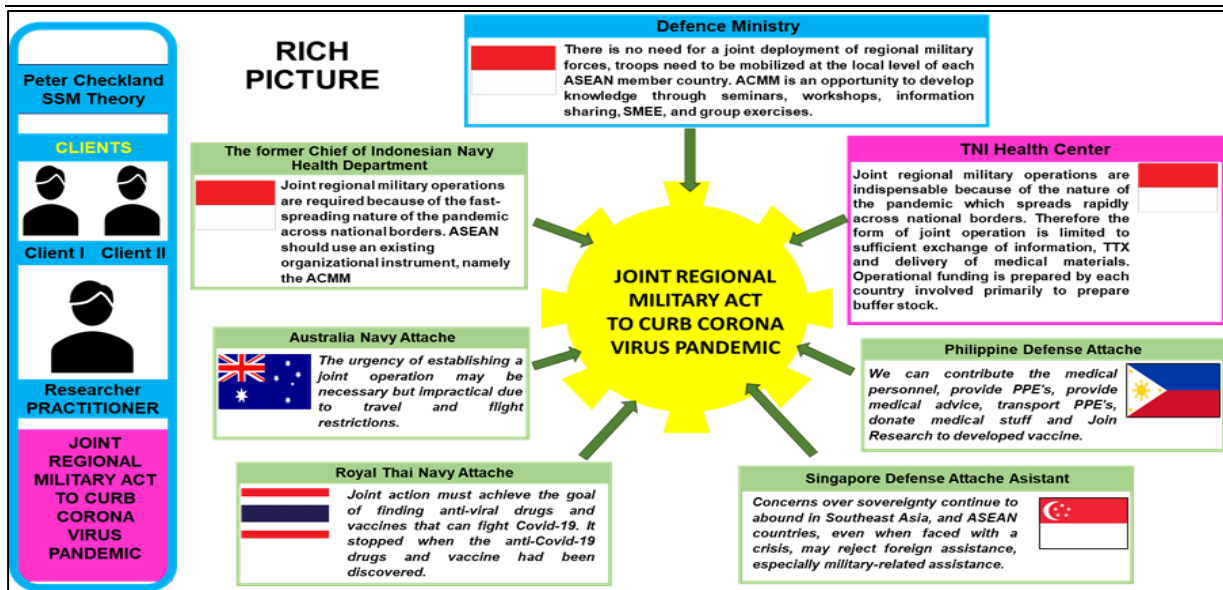 Peter Checkland
SSM Theory
CLIENTS
Client I Client II
Researcher
PRACTITIONER
JOINT
REGIONAL
MILITARY ACT
TO CURB
CORONA
VIRUS
PANDEMIC
RICH
PICTURE
Defence Ministry
There is no need for a joint deployment of regional military
forces, troops need to be mobilized at the local level of each
ASEAN member country. ACMM is an opportunity to develop
knowledge through seminars, workshops, information
sharing, SMEE, and group exercises.
The former Chief of Indonesian Navy
Health Department
Joint regional military operations
are required because of the fast-
spreading nature of the pandemic
across national borders. ASEAN
should use an existing
organizational instrument, namely
the ACMM
TNI Health Center
Joint regional military operations are
indispensable because of the nature of
the pandemic which spreads rapidly
across national borders. Therefore the
form of joint operation is limited to
sufficient exchange of information, TTX
and delivery of medical materials.
Operational funding is prepared by each
country involved primarily to prepare
buffer stock.
JOINT REGIONAL
MILITARY ACT
TO CURB CORONA
VIRUS PANDEMIC
Australia Navy Attache
The urgency of establishing a
joint operation may be
necessary but impractical due
to travel and flight
restrictions.
Philippine Defense Attache
We can contribute the medical
personnel, provide PPE's, provide
medical advice, transport PPE's,
donate medical stuff and Join
Research to developed vaccine.
Royal Thai Navy Attache
Joint action must achieve the goal
of finding anti-viral drugs and
vaccines that can fight Covid-19. It
stopped when the anti-Covid-19
drugs and vaccine had been
discovered.
Singapore Defense Attache Asistant
Concerns over sovereignty continue to
abound in Southeast Asia, and ASEAN
countries, even when faced with a
crisis, may reject foreign assistance,
especially military-related assistance.